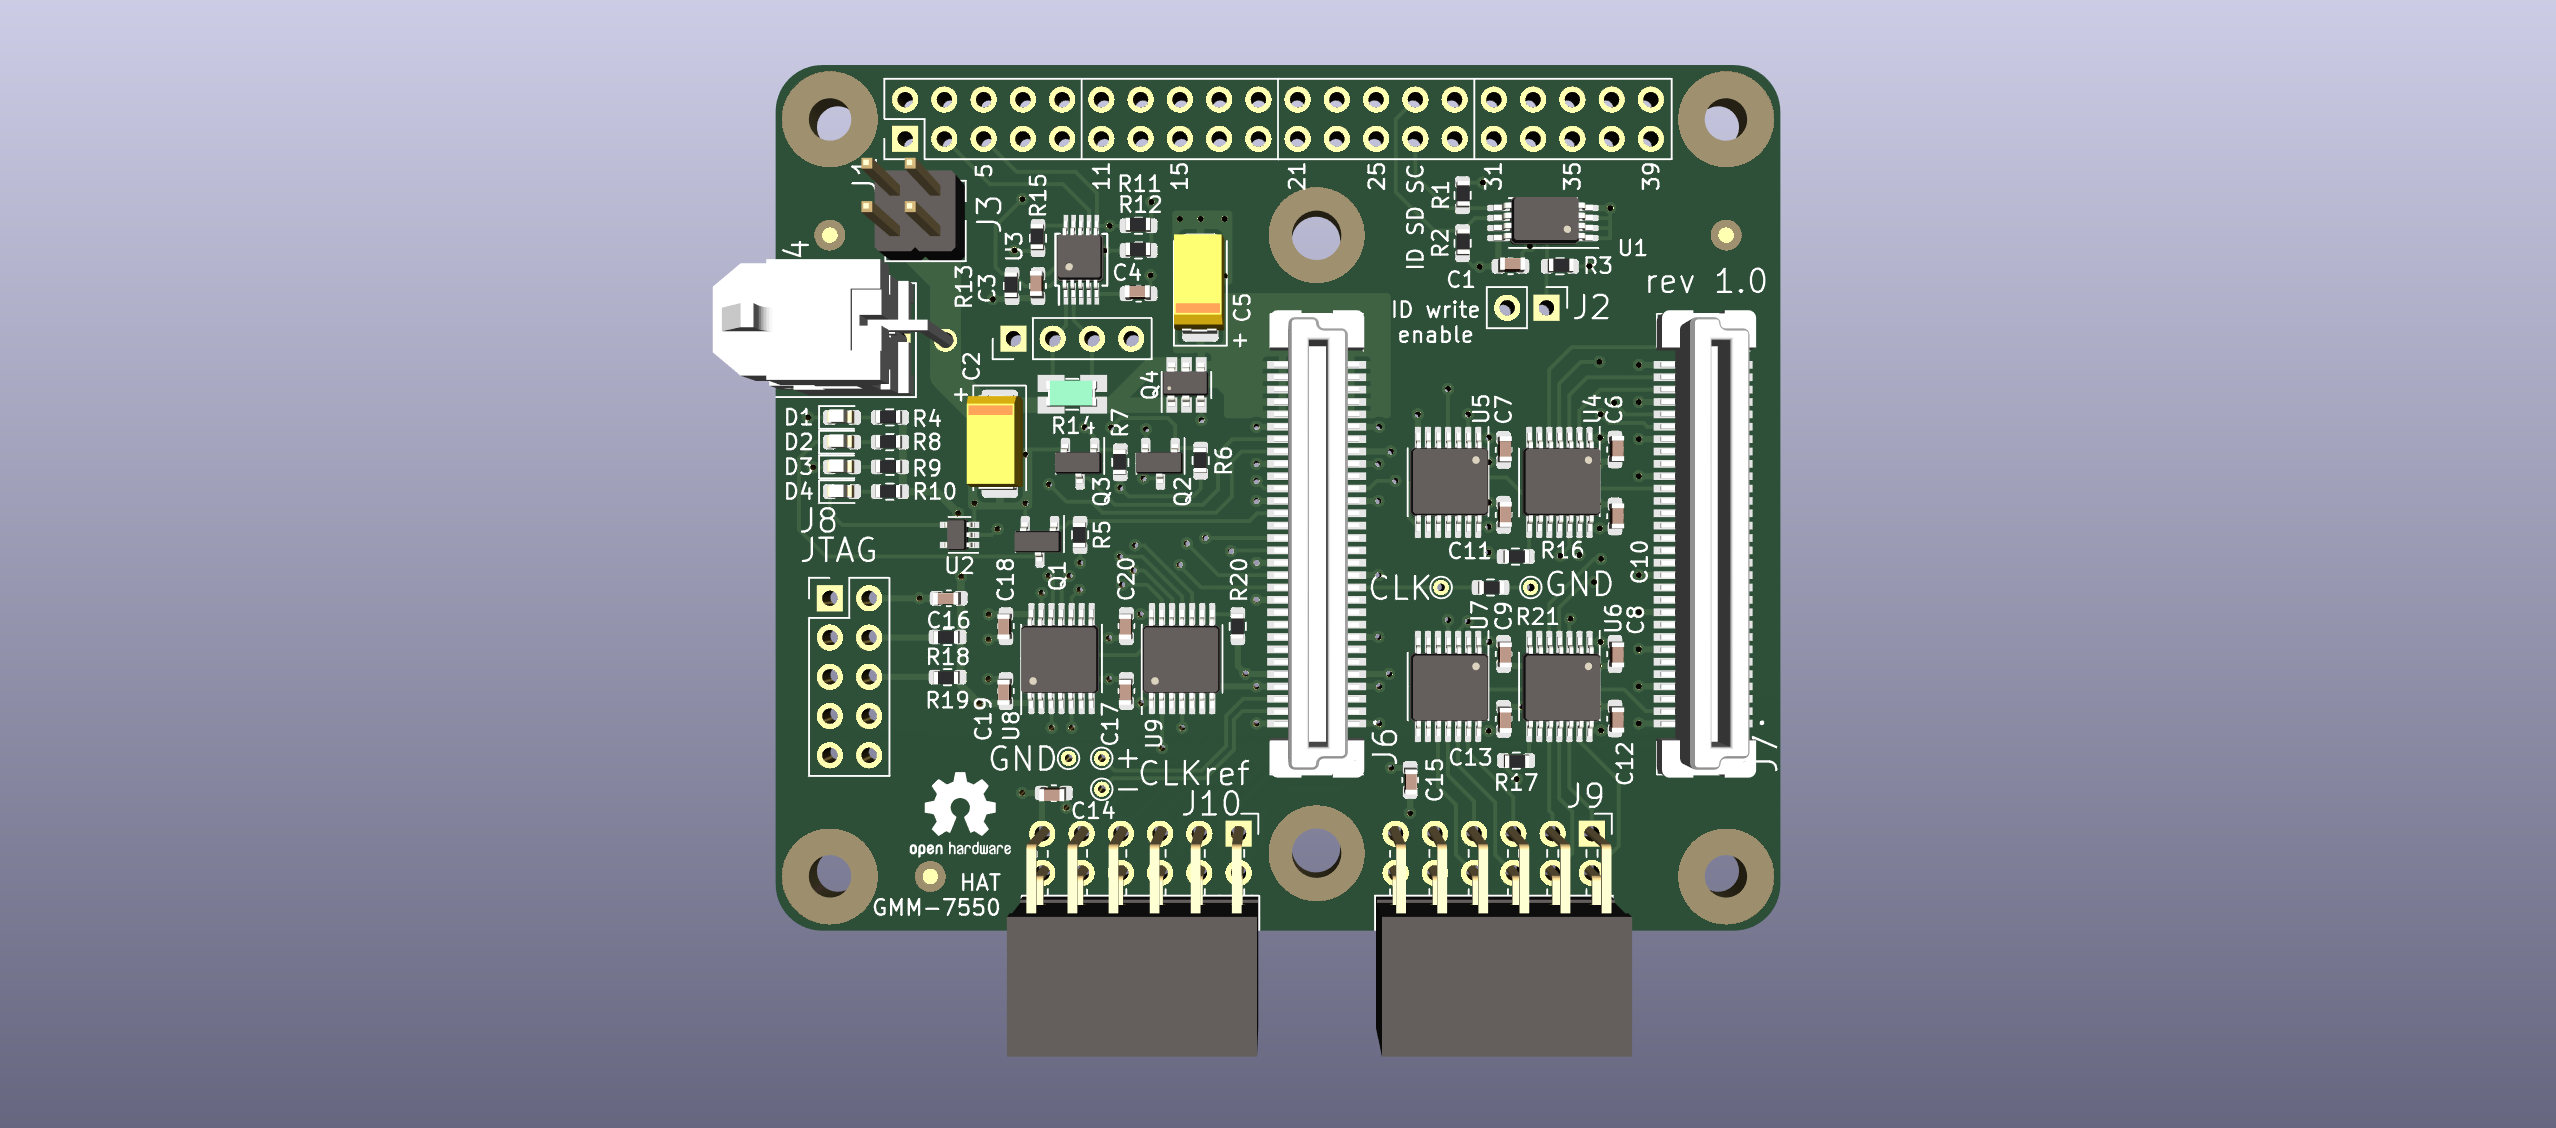 J1
5
11
15
21
25
31
35
39
R15
R11
R12
J3
U3
R13
C3
C4
+ C5
ID SD SC
R1
R2
U1
C1
R3
rev 1.0
J2
ID write
enable
4
C2
+
Q4
R14
R7
R6
Q3
Q2
D1
R4
D2
R8
D3
R9
D4
R10
U5
C7
U4
C6
J8
JTAG
U2
Q1
R5
C18
C20
R20
C11
R16
C10
CLK
GND
C16
R18
R19
U7
C9
R21
U6
C8
C19
U8
C17
U9
GND
+
CLKref
−
C14
J10
J6
C13
R17
C15
C12
J7
J9
open hardware
HAT
GMM-7550